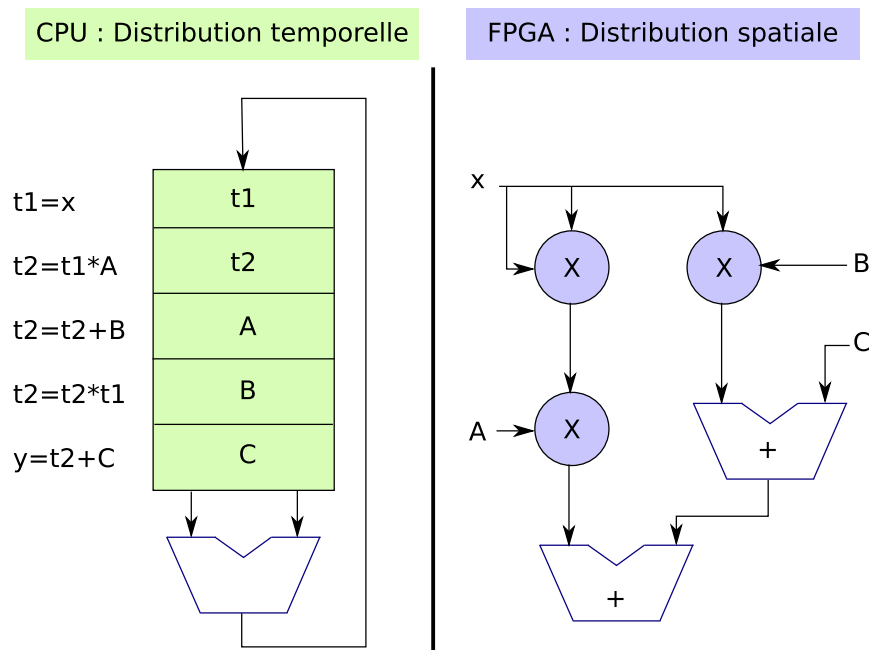 CPU : Distribution temporelle
FPGA : Distribution spatiale
t1=x
t2=t1*A
t2=t2+B
t2=t2*t1
y=t2+C
t1
t2
A
B
C
x
X
X
B
C
A
X
+
+